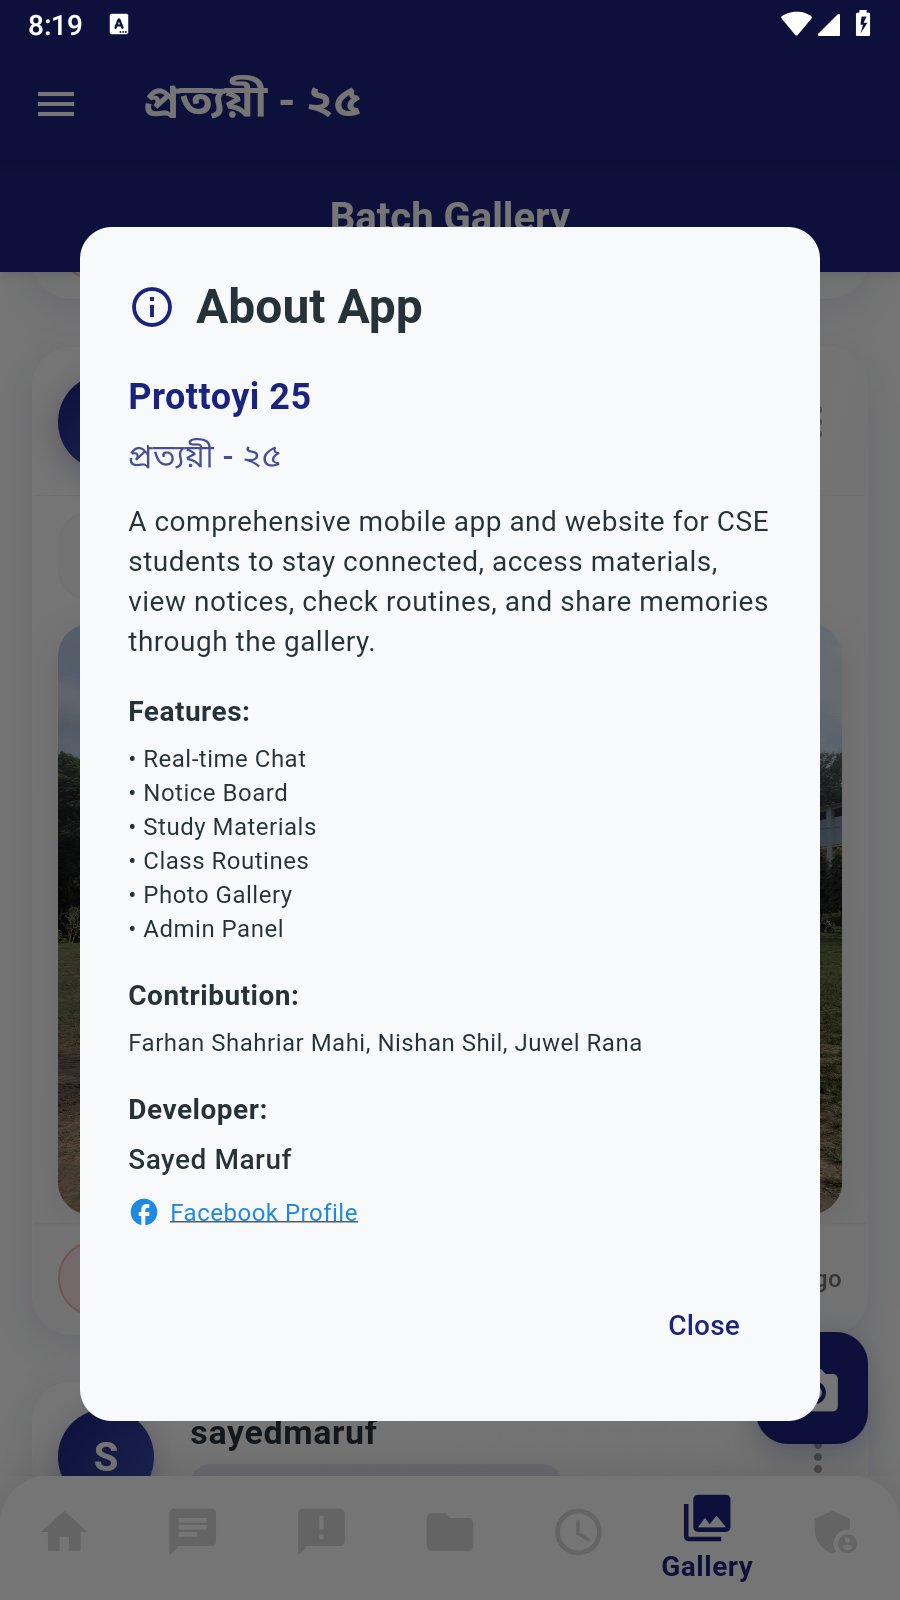 8:19
প্রত্যয়ী - ২৫
Batch Gallery
About App
Prottoyi 25
প্রত্যয়ী - ২৫
A comprehensive mobile app and website for CSE
students to stay connected, access materials,
view notices, check routines, and share memories
through the gallery.
Features:
• Real-time Chat
• Notice Board
• Study Materials
• Class Routines
• Photo Gallery
• Admin Panel
Contribution:
Farhan Shahriar Mahi, Nishan Shil, Juwel Rana
Developer:
Sayed Maruf
Facebook Profile
Close
sayedmaruf
S
Gallery